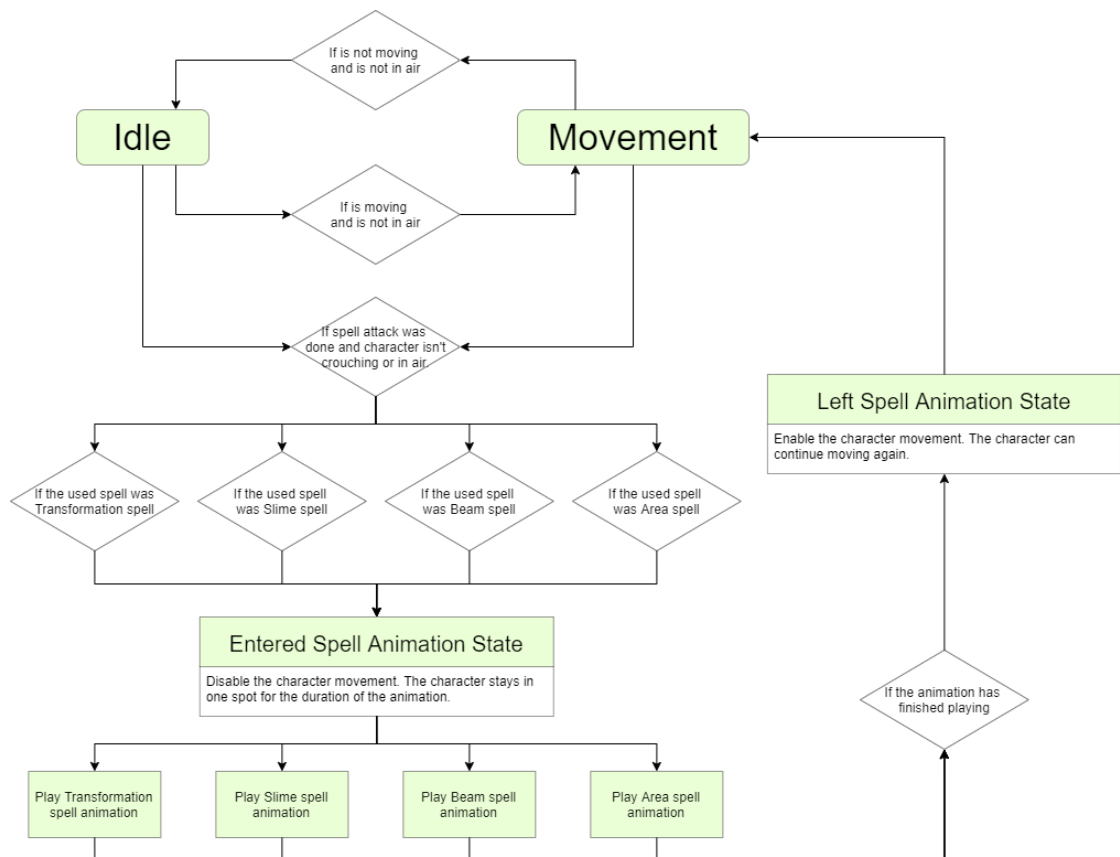 If is not moving
and is not in air
Idle
Movement
If is moving
and is not in air
If spell attack was
done and character isn't
crouching or in air.
Left Spell Animation State
Enable the character movement. The character can
continue moving again.
If the used spell was
Transformation spell
If the used spell
was Slime spell
If the used spell
was Beam spell
If the used spell
was Area spell
Entered Spell Animation State
Disable the character movement. The character stays in
one spot for the duration of the animation.
If the animation has
finished playing
Play Transformation
spell animation
Play Slime spell
animation
Play Beam spell
animation
Play Area spell
animation